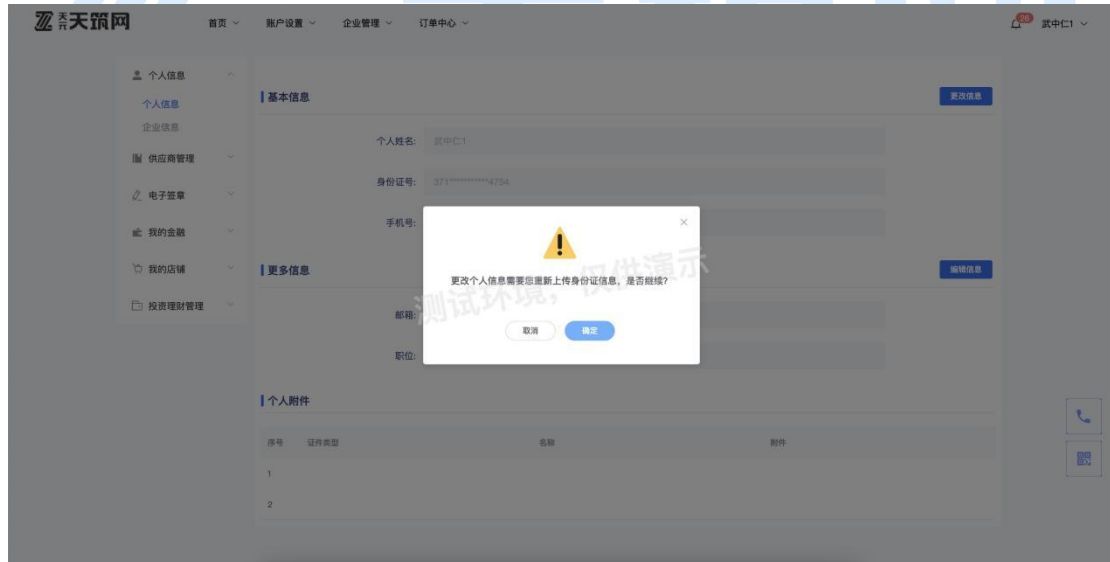 天元 天筑网 首页 账户设置 企业管理 订单中心 26 武中仁1
个人信息
个人信息
企业信息
供应商管理
电子签章
我的金融
我的店铺
投资理财管理
基本信息 更改信息
个人姓名: 武中仁1
身份证号: 371************4754
手机号:
更多信息 编辑信息
邮箱:
职位:
更改个人信息需要您重新上传身份证信息，是否继续？
取消 确定
测试环境，仅供演示
个人附件
序号 证件类型 名称 附件
1
2